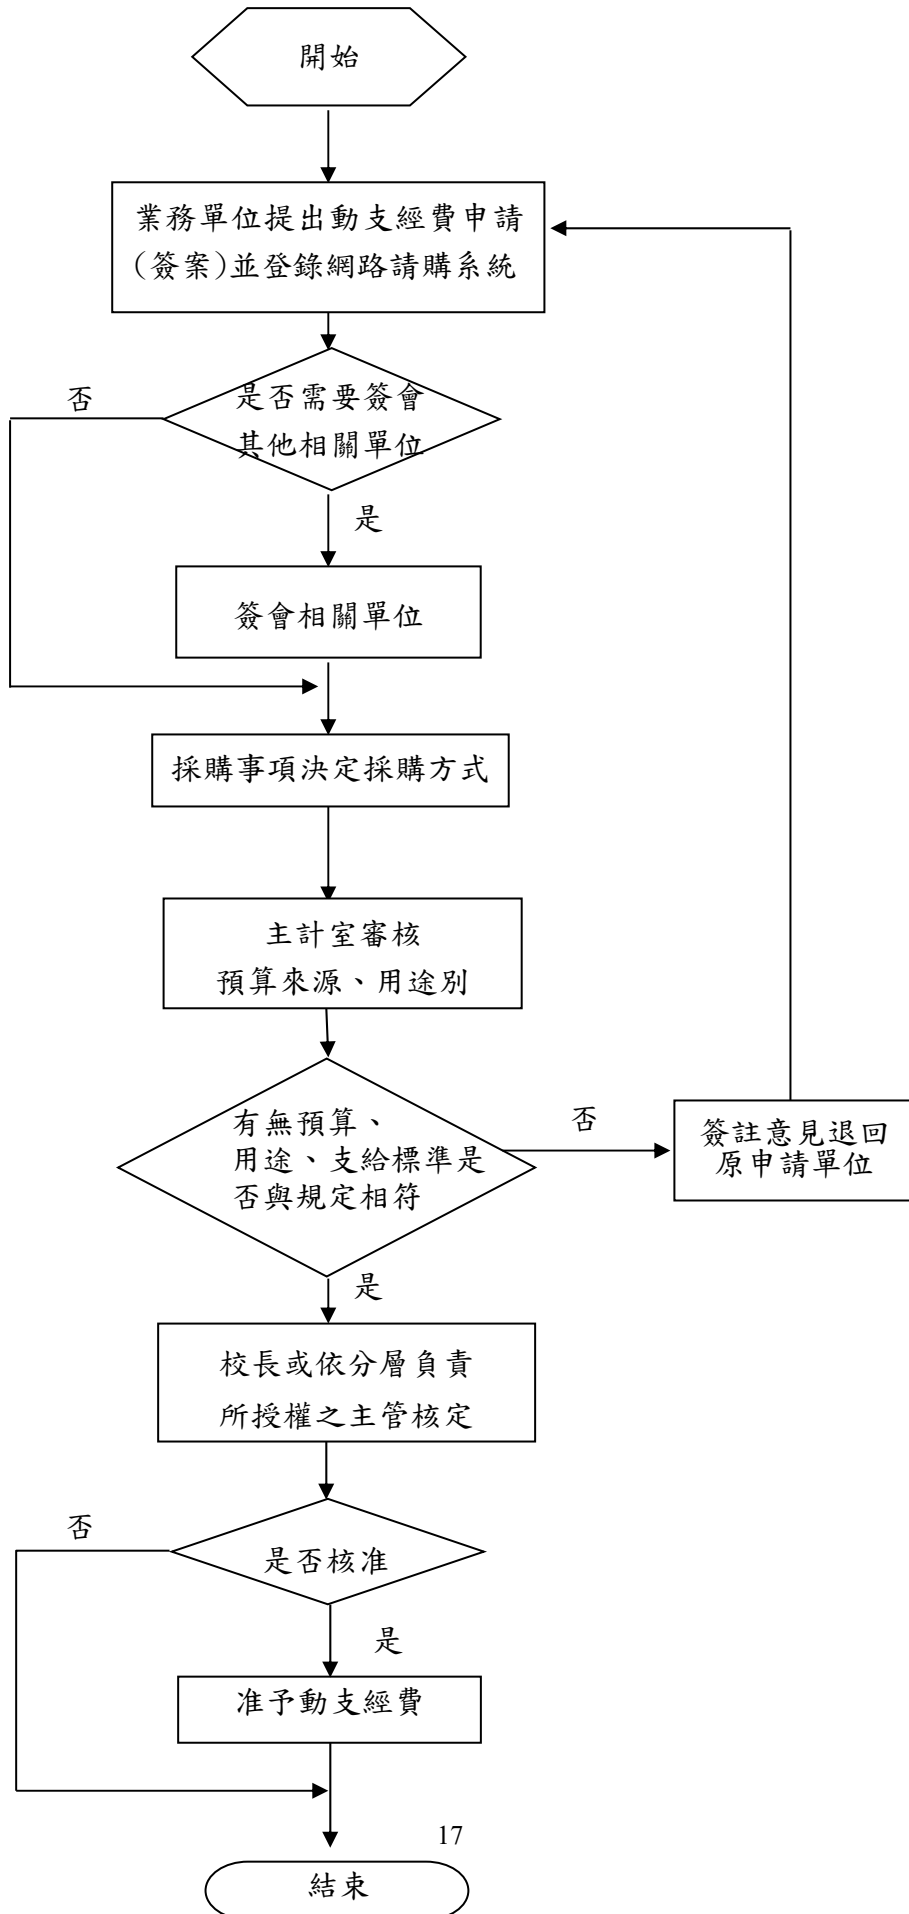 開始
業務單位提出動支經費申請
(簽案)並登錄網路請購系統
否
是否需要簽會
其他相關單位
是
簽會相關單位
採購事項決定採購方式
主計室審核
預算來源、用途別
有無預算、
用途、支給標準是
否與規定相符
否
簽註意見退回
原申請單位
是
校長或依分層負責
所授權之主管核定
否
是否核准
是
准予動支經費
17
結束